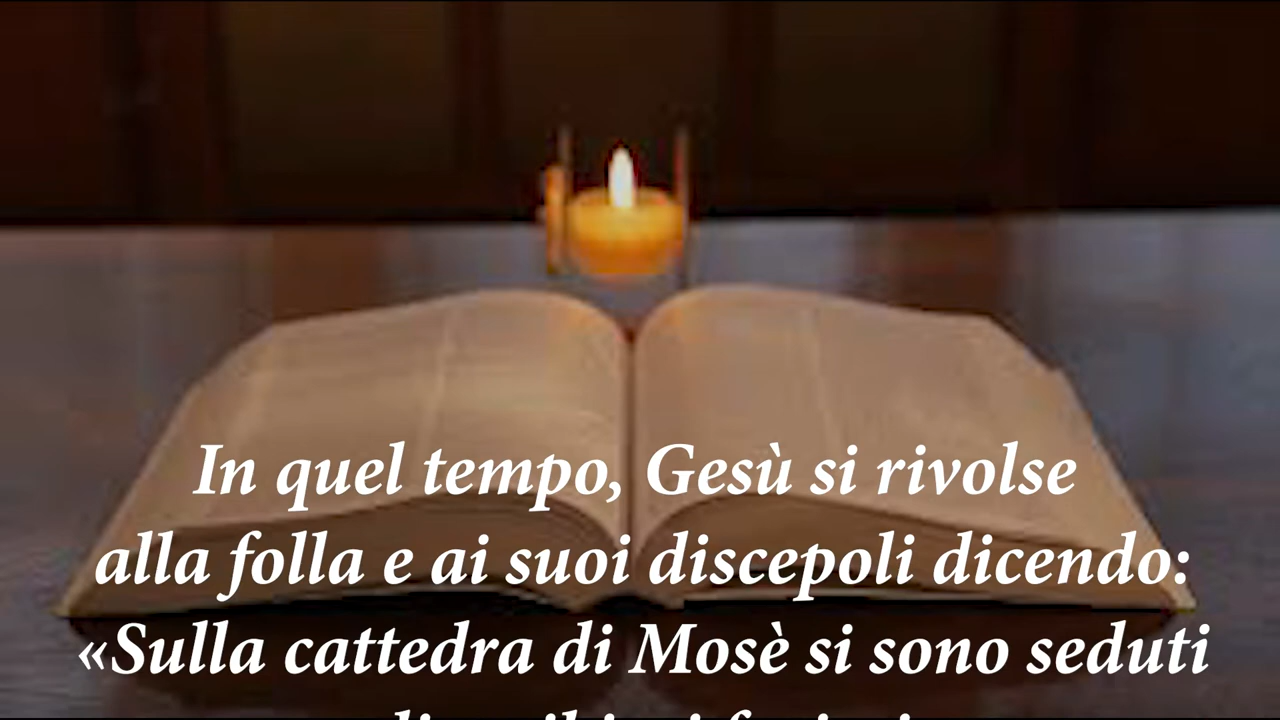 In quel tempo, Gesù si rivolse
alla folla e ai suoi discepoli dicendo:
«Sulla cattedra di Mosè si sono seduti